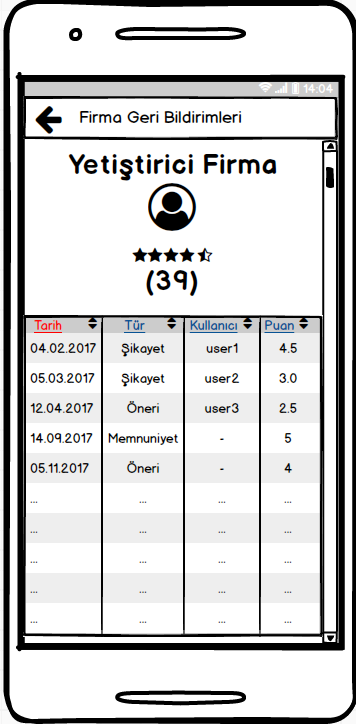 14:04
Firma Geri Bildirimleri
Yetiştirici Firma
(39)
Tarih Tür Kullanıcı Puan
04.02.2017 Şikayet user1 4.5
05.03.2017 Şikayet user2 3.0
12.04.2017 Öneri user3 2.5
14.09.2017 Memnuniyet - 5
05.11.2017 Öneri - 4
... ... ... ...
... ... ... ...
... ... ... ...
... ... ... ...
... ... ... ...